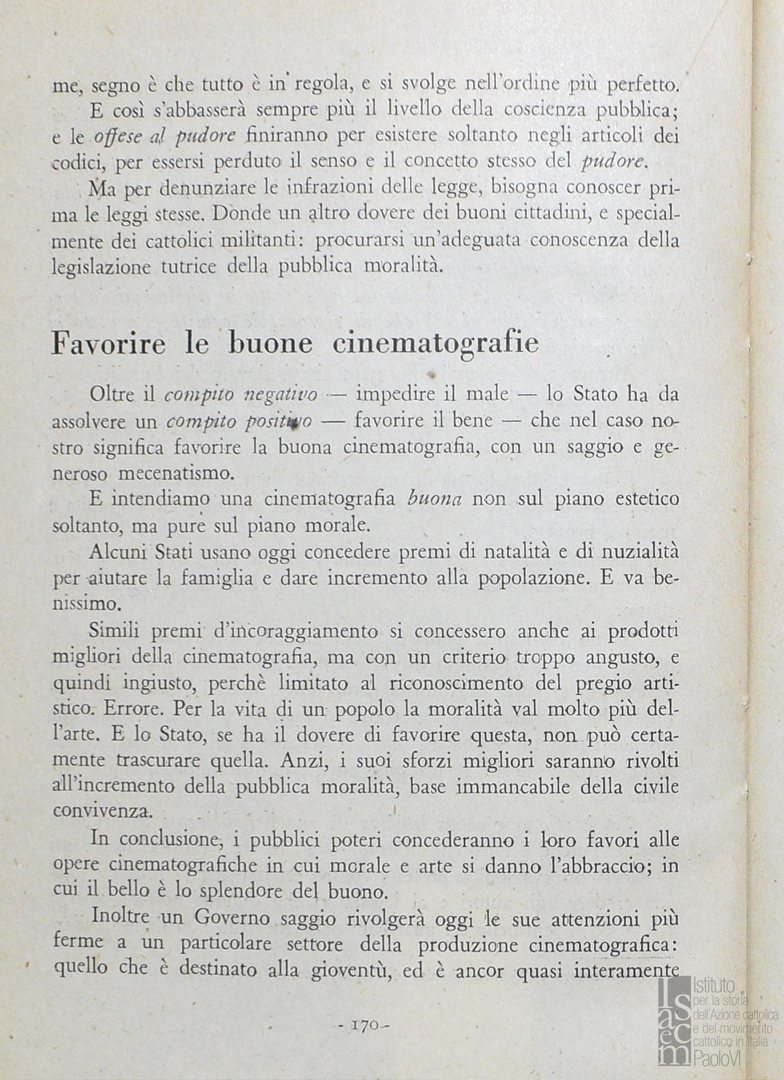 me, segno è che tutto è in regola, e si svolge nell'ordine più perfetto.
E così s'abbasserà sempre più il livello della coscienza pubblica;
e le offese al pudore finiranno per esistere soltanto negli articoli dei
codici, per essersi perduto il senso e il concetto stesso del pudore.
Ma per denunziare le infrazioni delle legge, bisogna conoscer pri-
ma le leggi stesse. Donde un altro dovere dei buoni cittadini, e special-
mente dei cattolici militanti: procurarsi un'adeguata conoscenza della
legislazione tutrice della pubblica moralità.
Favorire le buone cinematografie
Oltre il compito negativo — impedire il male — lo Stato ha da
assolvere un compito positivo — favorire il bene — che nel caso no-
stro significa favorire la buona cinematografia, con un saggio e ge-
neroso mecenatismo.
E intendiamo una cinematografia buona non sul piano estetico
soltanto, ma pure sul piano morale.
Alcuni Stati usano oggi concedere premi di natalità e di nuzialità
per aiutare la famiglia e dare incremento alla popolazione. E va be-
nissimo.
Simili premi d'incoraggiamento si concessero anche ai prodotti
migliori della cinematografia, ma con un criterio troppo angusto, e
quindi ingiusto, perchè limitato al riconoscimento del pregio arti-
stico. Errore. Per la vita di un popolo la moralità val molto più del-
l'arte. E lo Stato, se ha il dovere di favorire questa, non può certa-
mente trascurare quella. Anzi, i suoi sforzi migliori saranno rivolti
all'incremento della pubblica moralità, base immancabile della civile
convivenza.
In conclusione, i pubblici poteri concederanno i loro favori alle
opere cinematografiche in cui morale e arte si danno l'abbraccio; in
cui il bello è lo splendore del buono.
Inoltre un Governo saggio rivolgerà oggi le sue attenzioni più
ferme a un particolare settore della produzione cinematografica:
quello che è destinato alla gioventù, ed è ancor quasi interamente
- 170 -
Isacem
Istituto
per la storia
dell'Azione cattolica
e del movimento
cattolico in Italia
PaoloVI